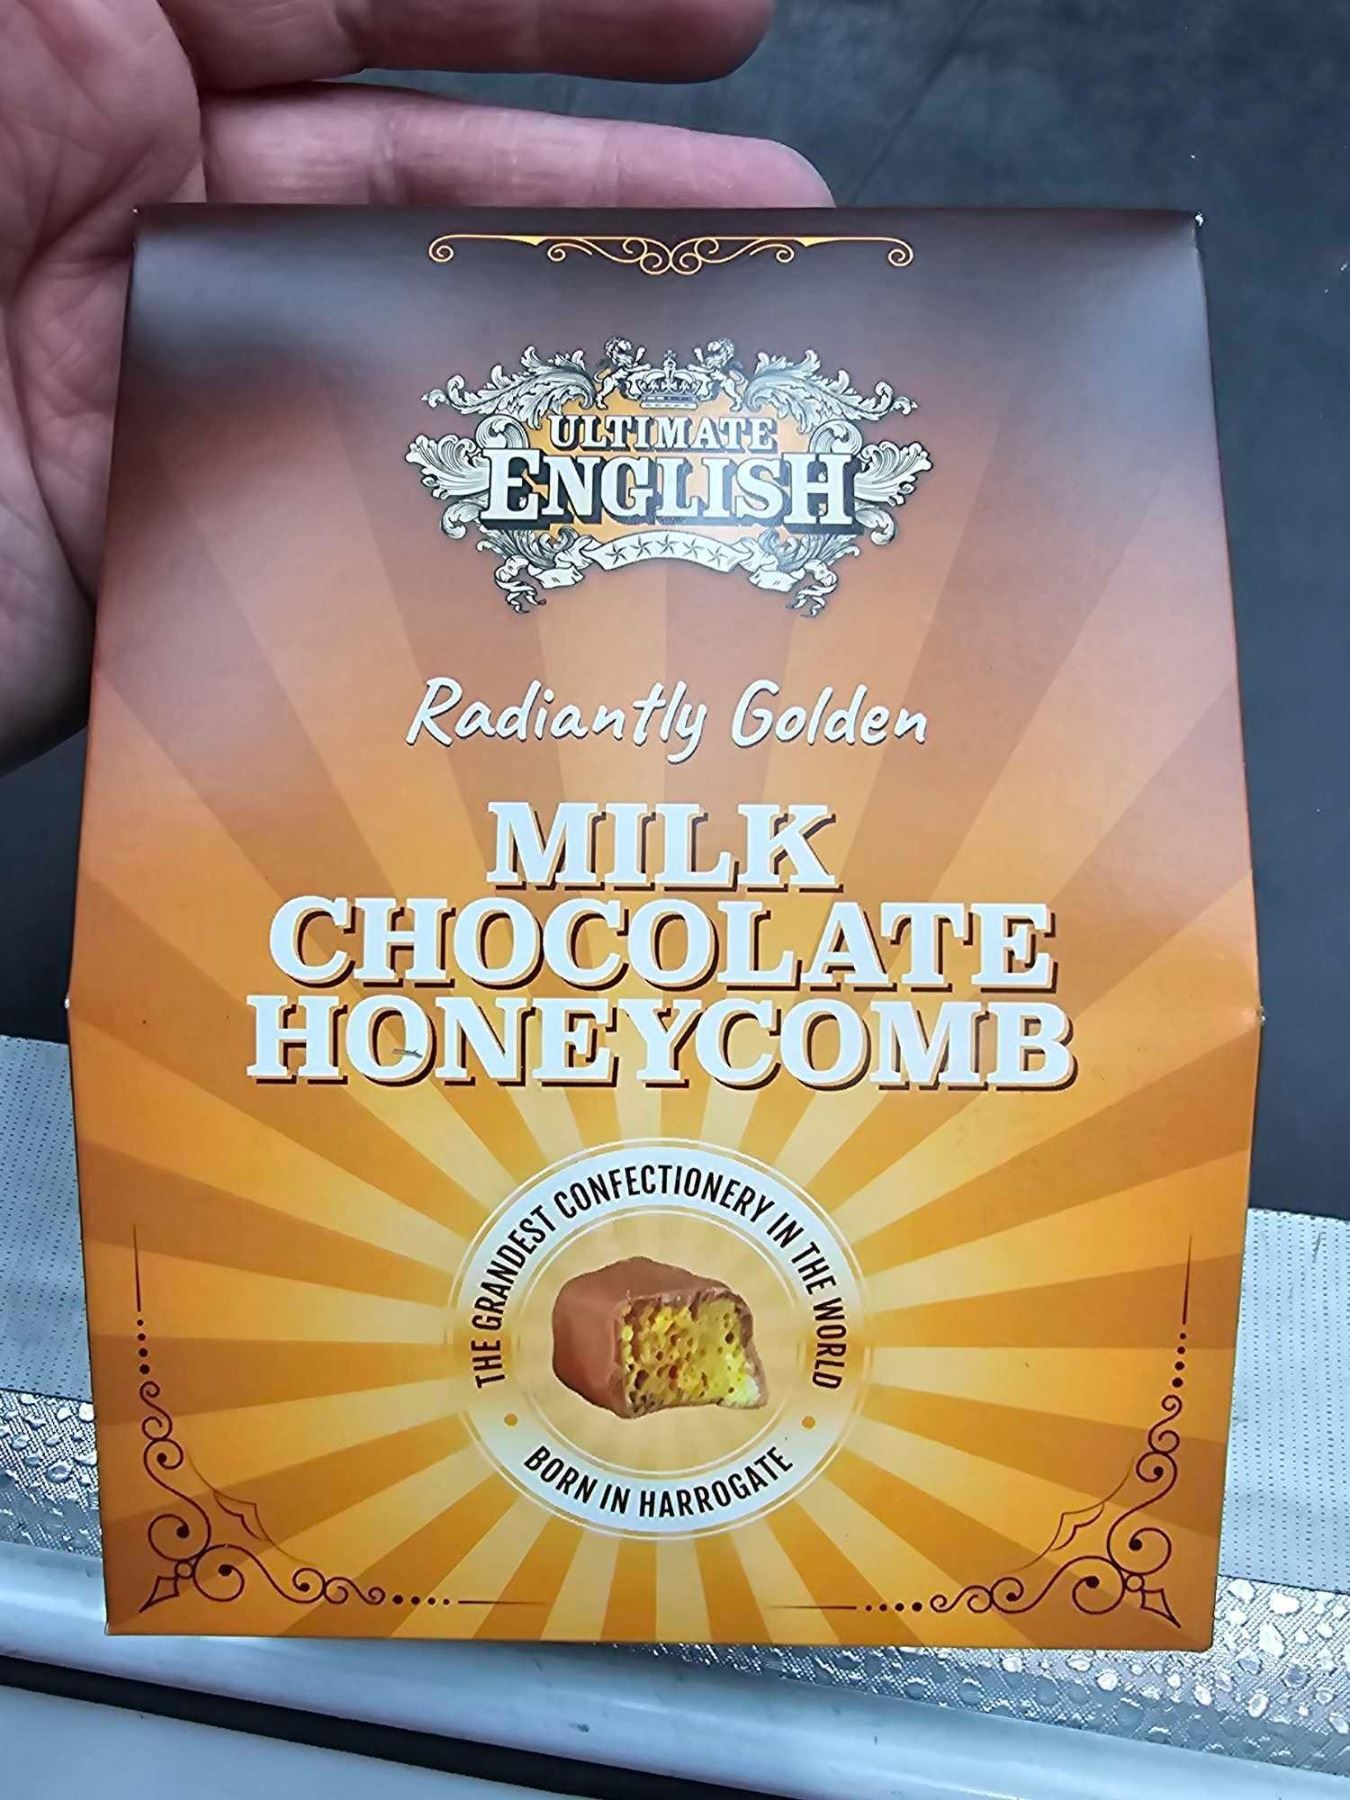 ULTIMATE
ENGLISH
Radiantly Golden
MILK
CHOCOLATE
HONEYCOMB
THE GRANDEST CONFECTIONERY IN THE WORLD
BORN IN HARROGATE